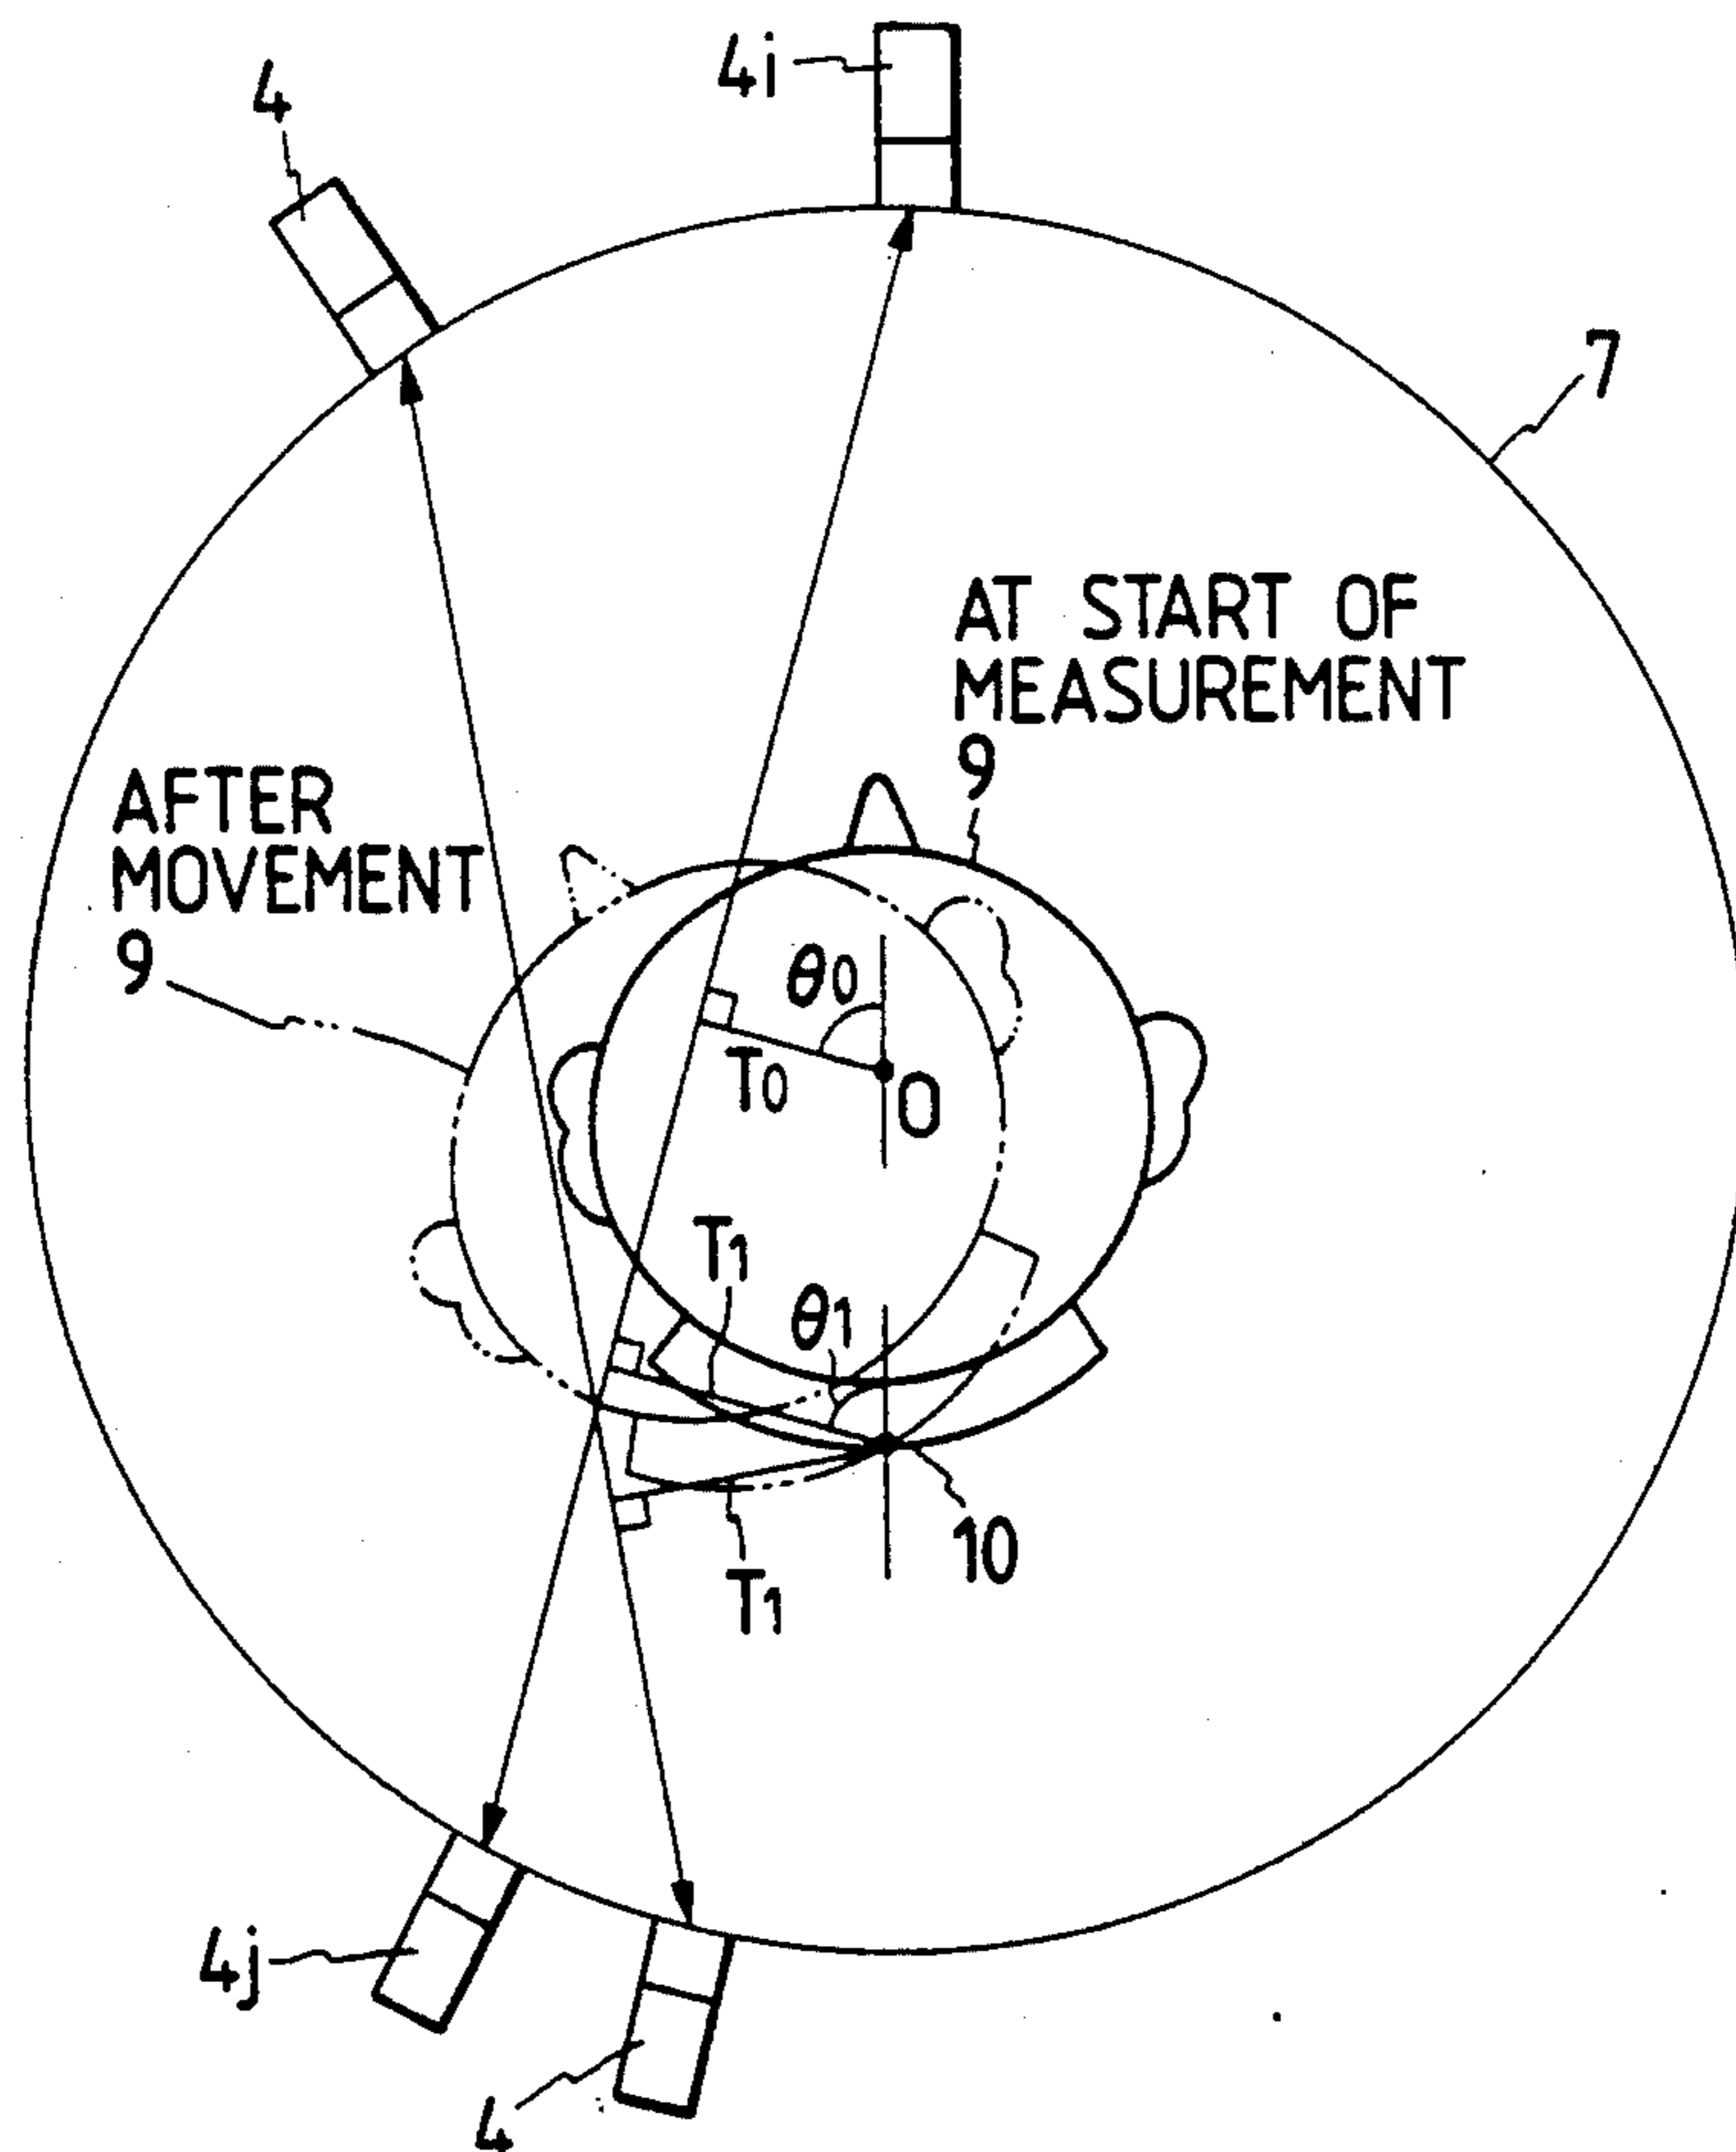 4i
4
7
AT START OF
MEASUREMENT
9
AFTER
MOVEMENT
9
θ0
T0
O
T1
θ1
10
T1
4j
4